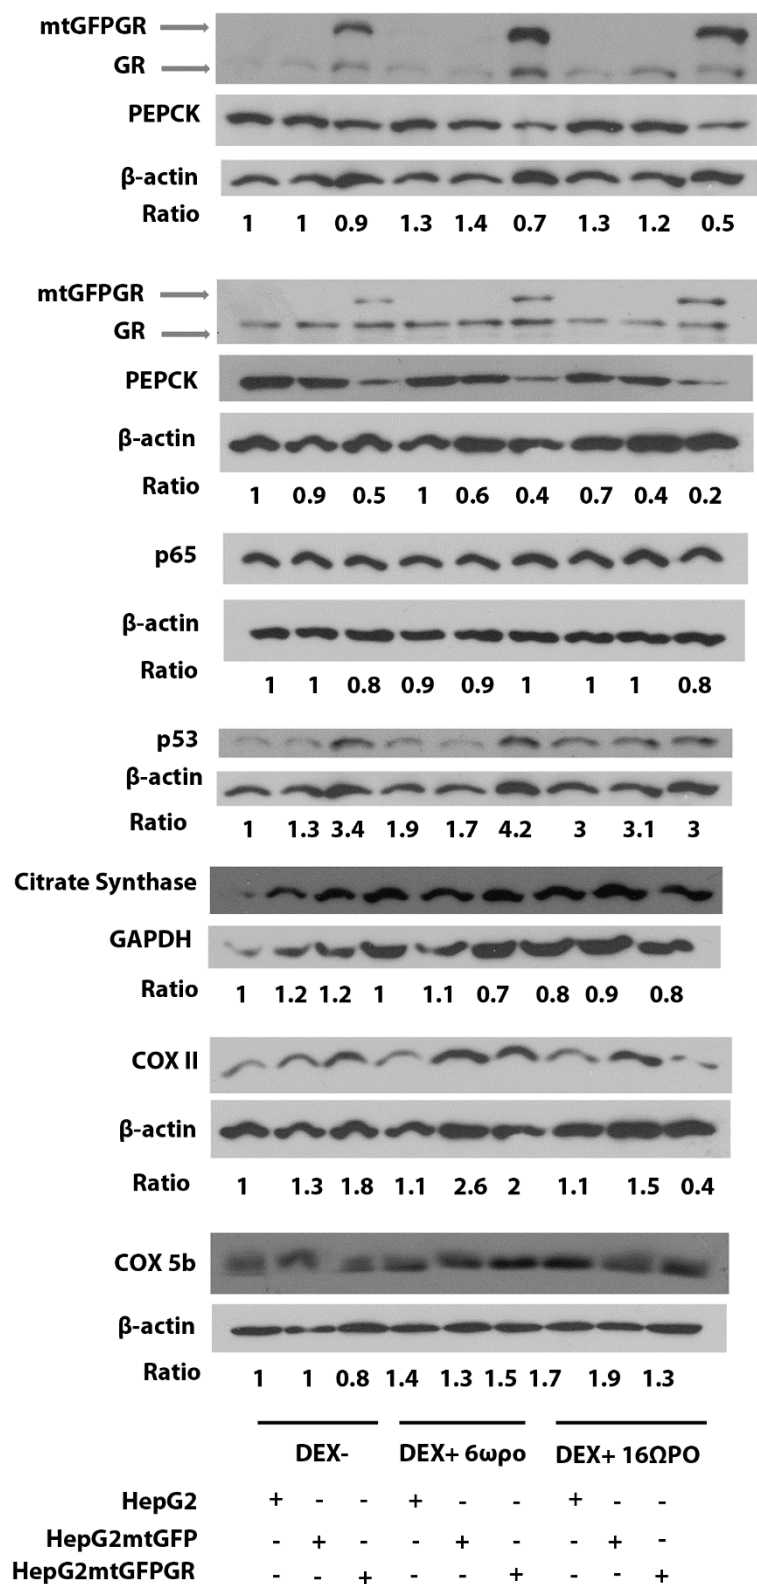 mtGFPGR
GR
PEPCK
β-actin
Ratio 1 1 0.9 1.3 1.4 0.7 1.3 1.2 0.5
mtGFPGR
GR
PEPCK
β-actin
Ratio 1 0.9 0.5 1 0.6 0.4 0.7 0.4 0.2
p65
β-actin
Ratio 1 1 0.8 0.9 0.9 1 1 1 0.8
p53
β-actin
Ratio 1 1.3 3.4 1.9 1.7 4.2 3 3.1 3
Citrate Synthase
GAPDH
Ratio 1 1.2 1.2 1 1.1 0.7 0.8 0.9 0.8
COX II
β-actin
Ratio 1 1.3 1.8 1.1 2.6 2 1.1 1.5 0.4
COX 5b
β-actin
Ratio 1 1 0.8 1.4 1.3 1.5 1.7 1.9 1.3
DEX- DEX+ 6ωρο DEX+ 16ΩΡΟ
HepG2 + - - + - - + - -
HepG2mtGFP - + - - + - - + -
HepG2mtGFPGR - - + - - + - - +